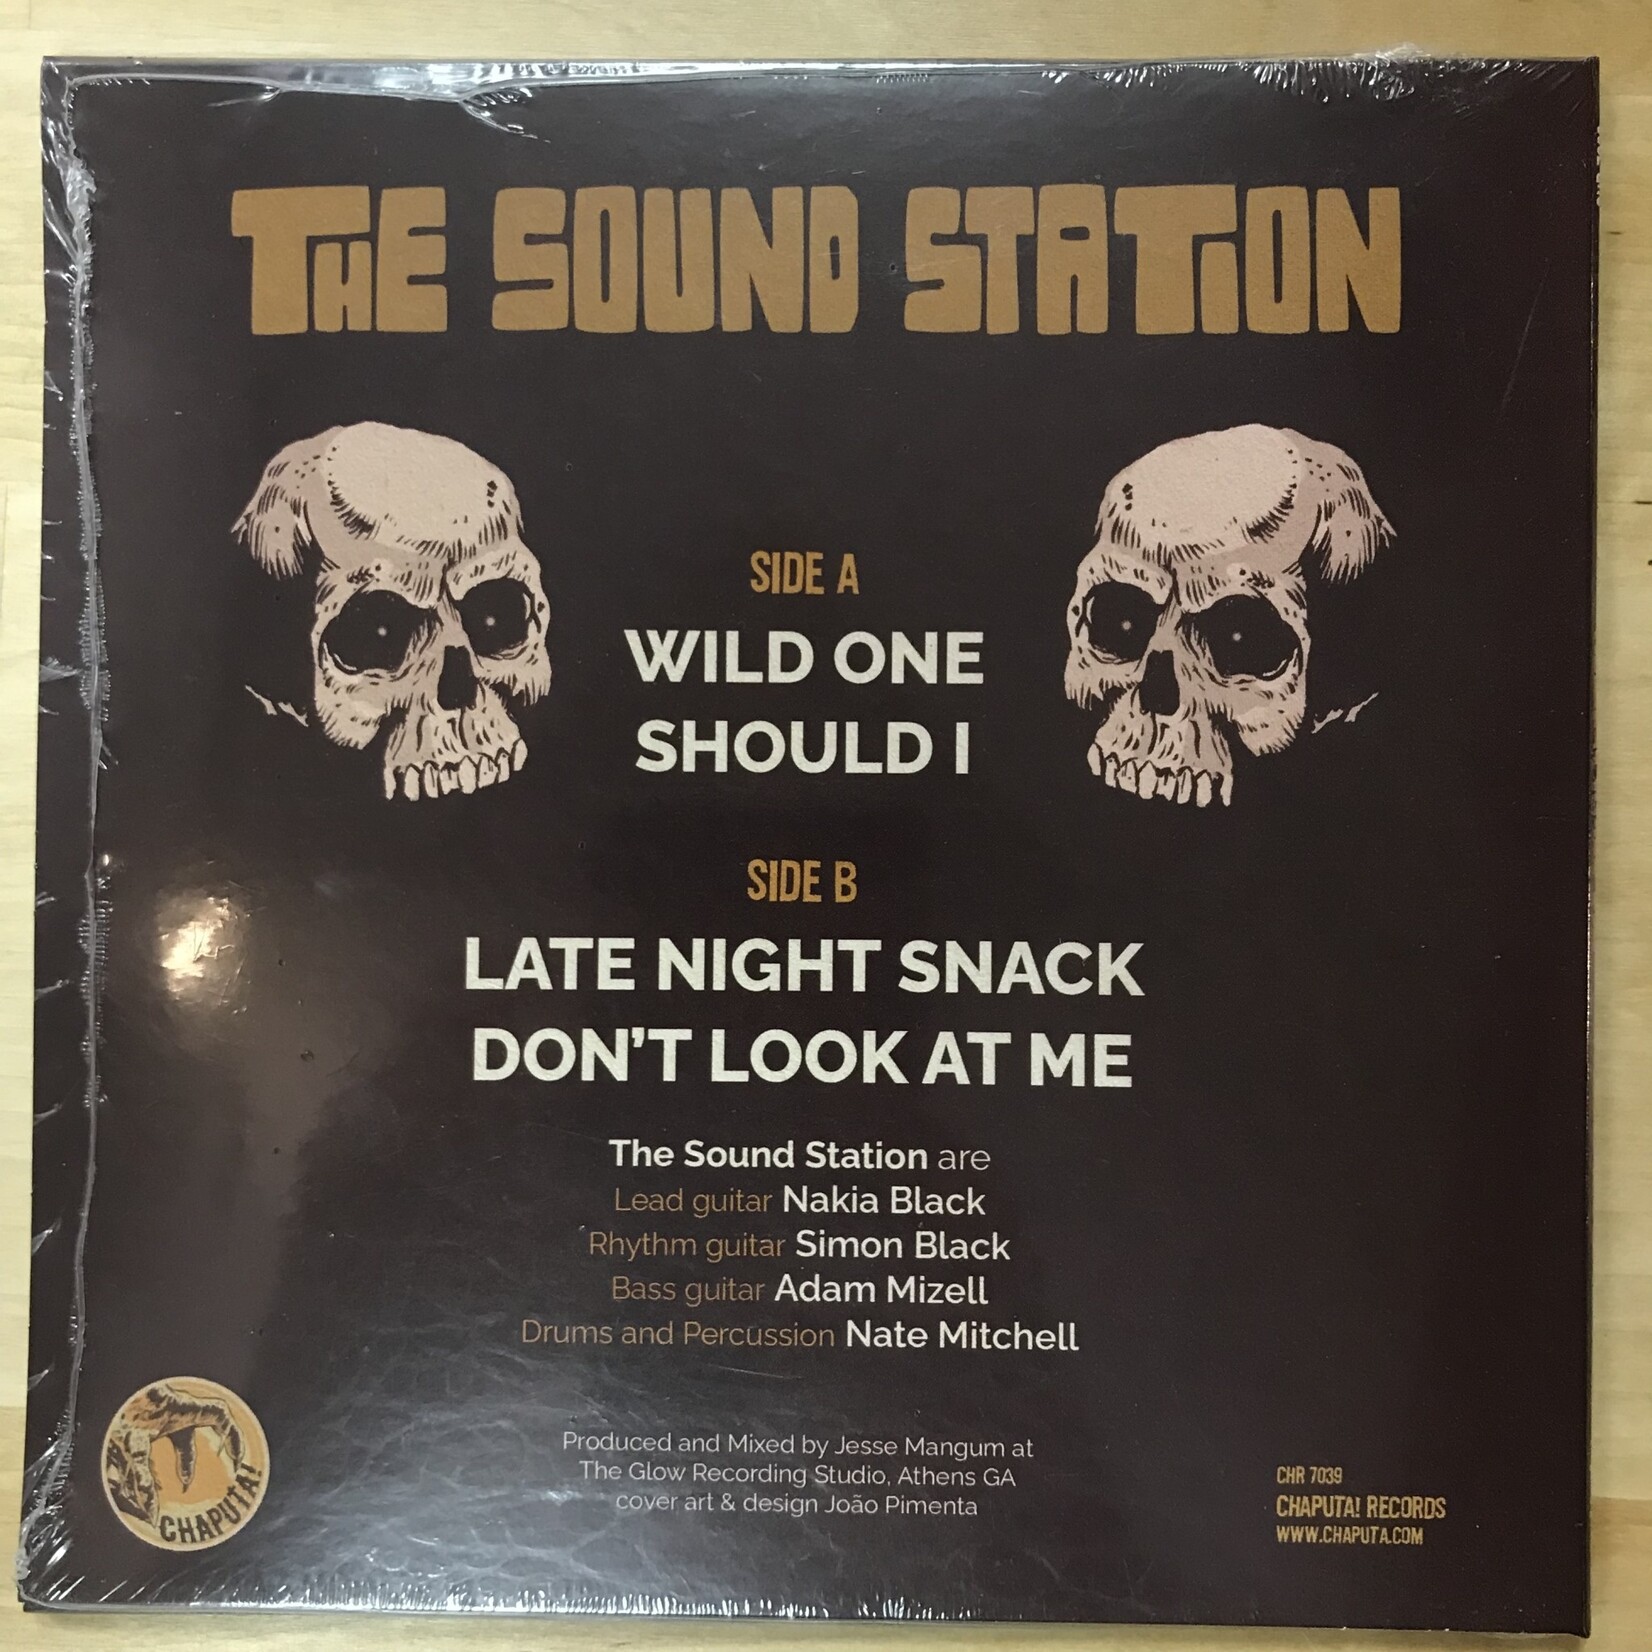 THE SOUND STATION
SIDE A
WILD ONE
SHOULD I
SIDE B
LATE NIGHT SNACK
DON'T LOOK AT ME
The Sound Station are
Lead guitar Nakia Black
Rhythm guitar Simon Black
Bass guitar Adam Mizell
Drums and Percussion Nate Mitchell
Produced and Mixed by Jesse Mangum at
The Glow Recording Studio, Athens GA
cover art & design João Pimenta
CHAPUTA!
CHR 7039
CHAPUTA! RECORDS
WWW.CHAPUTA.COM